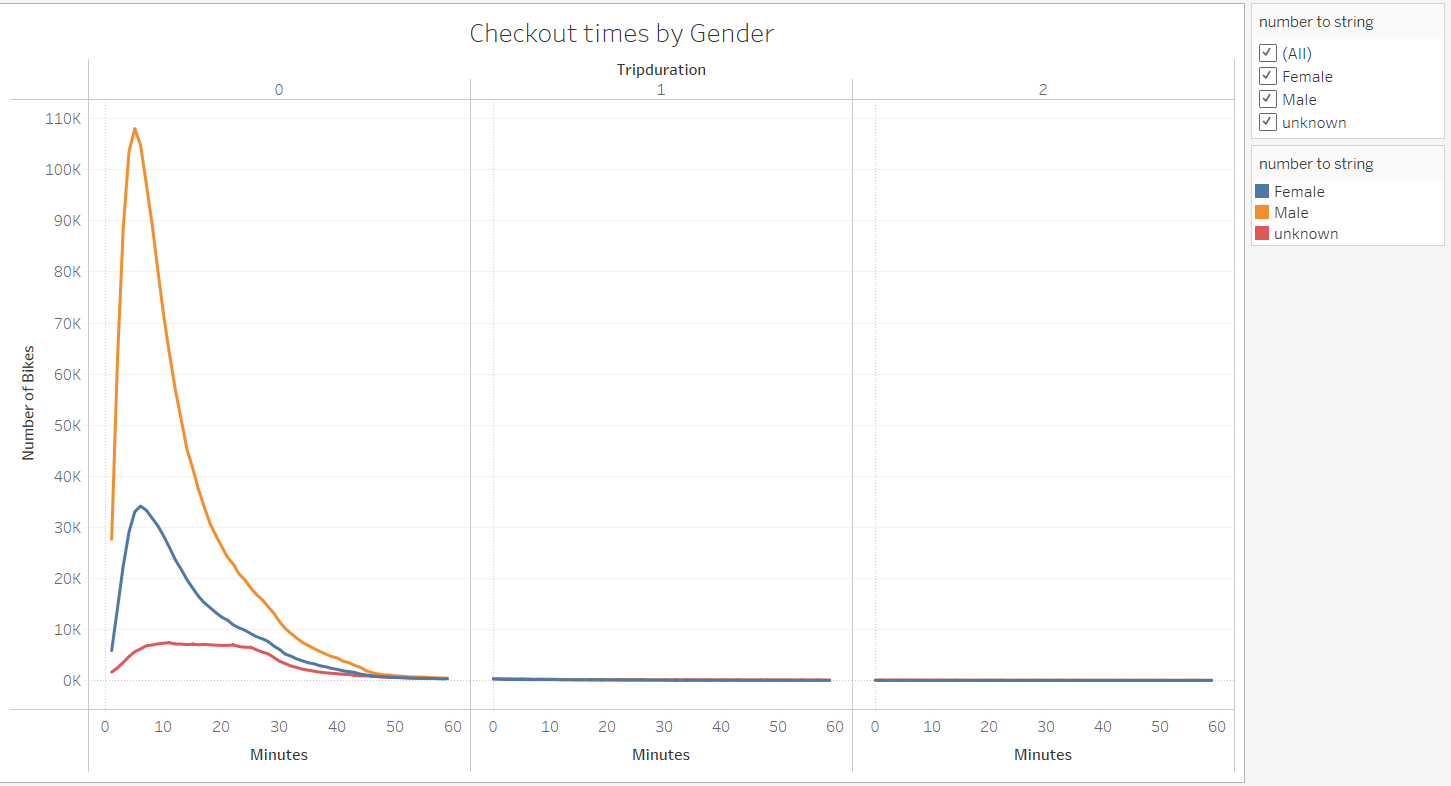 Checkout times by Gender
Tripduration
0 1 2
110K
100K
90K
80K
70K
60K
50K
40K
30K
20K
10K
0K
Number of Bikes
0 10 20 30 40 50 60 0 10 20 30 40 50 60 0 10 20 30 40 50 60
Minutes Minutes Minutes
number to string
(All)
Female
Male
unknown
number to string
Female
Male
unknown